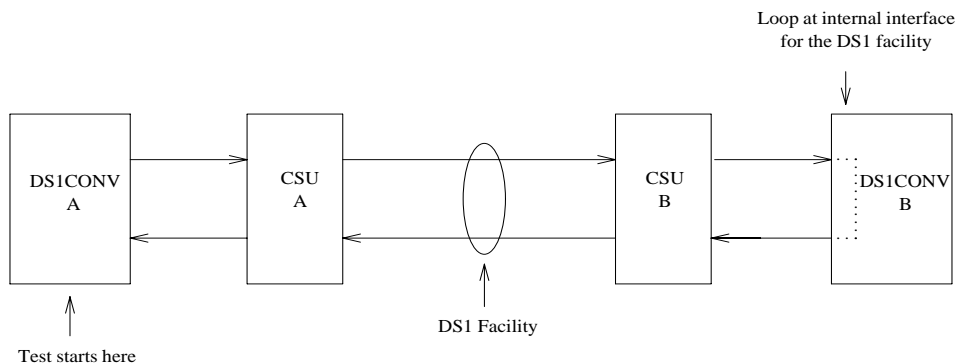 Loop at internal interface
for the DS1 facility
DS1CONV
A
CSU
A
CSU
B
DS1CONV
B
DS1 Facility
Test starts here